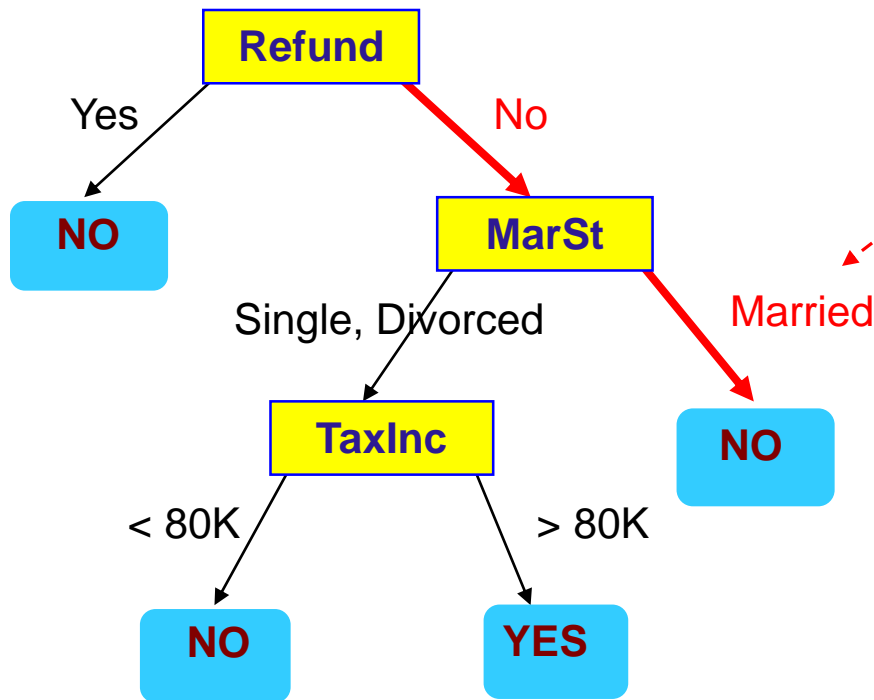 Refund
Yes
No
NO
MarSt
Single, Divorced
Married
TaxInc
NO
< 80K
> 80K
NO
YES